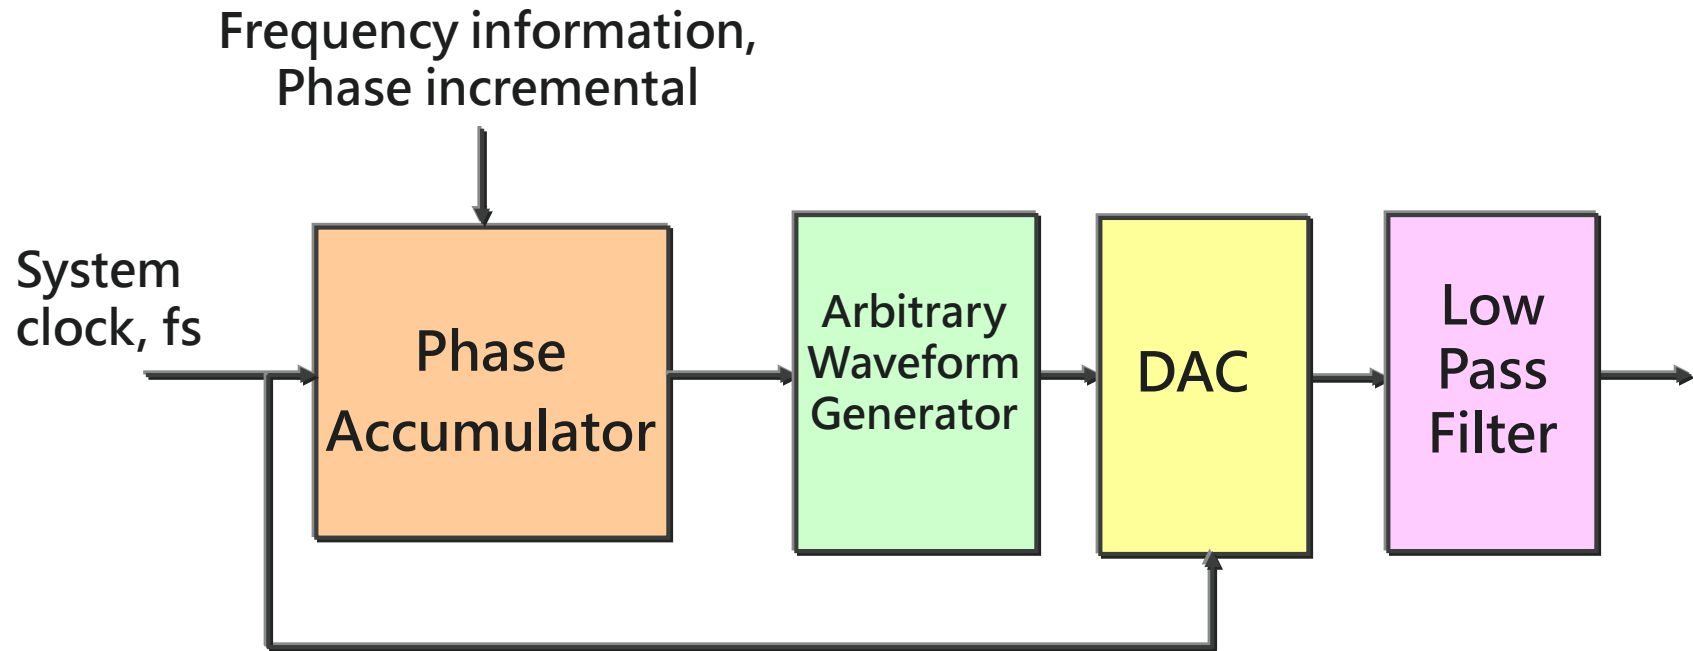 Frequency information,
Phase incremental
System
clock, fs
Phase
Accumulator
Arbitrary
Waveform
Generator
DAC
Low
Pass
Filter